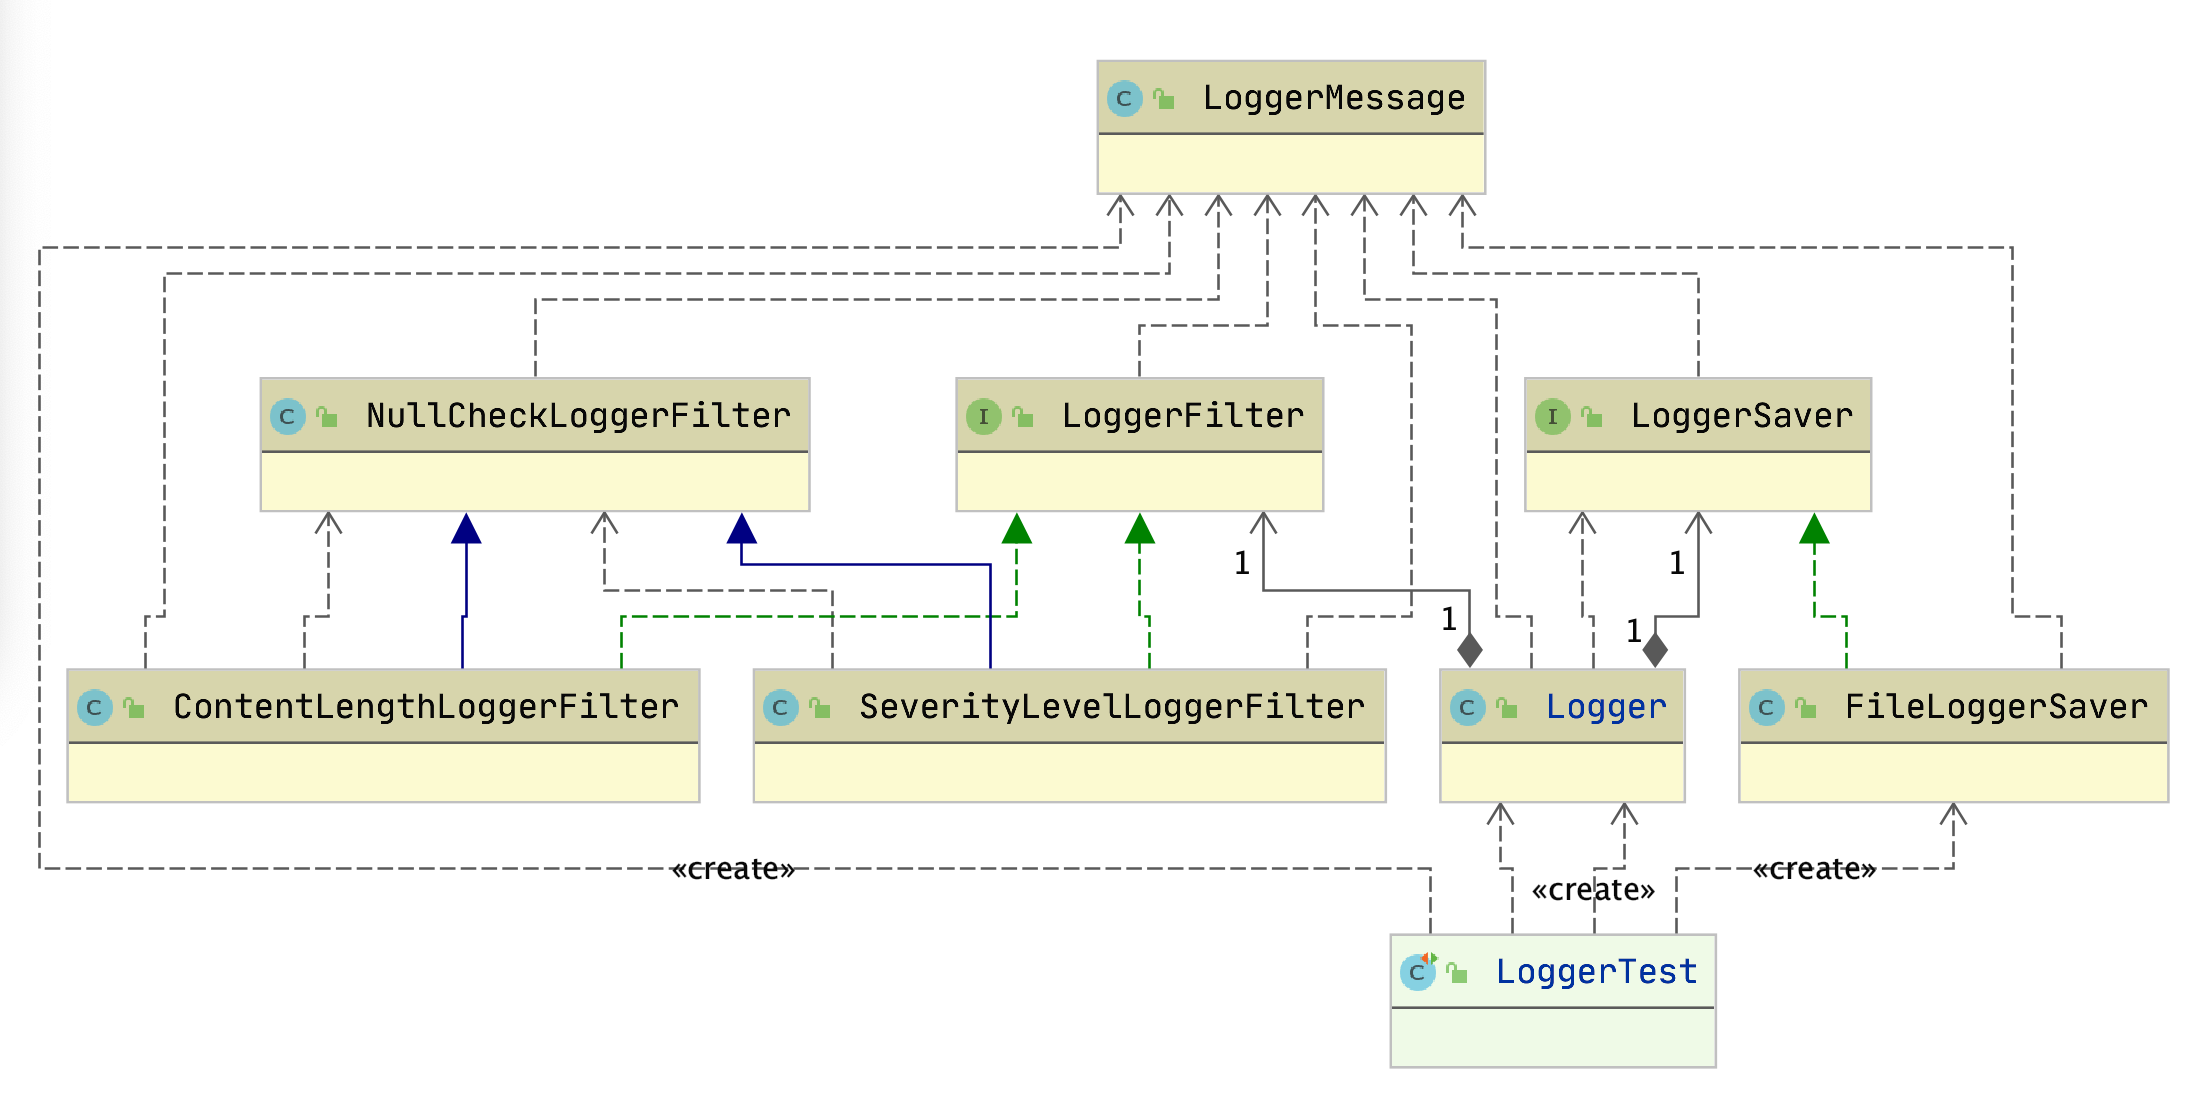 C LoggerMessage
C NullCheckLoggerFilter
I LoggerFilter
I LoggerSaver
1
1
1
1
C ContentLengthLoggerFilter
C SeverityLevelLoggerFilter
C Logger
C FileLoggerSaver
«create»
«create»
«create»
C LoggerTest